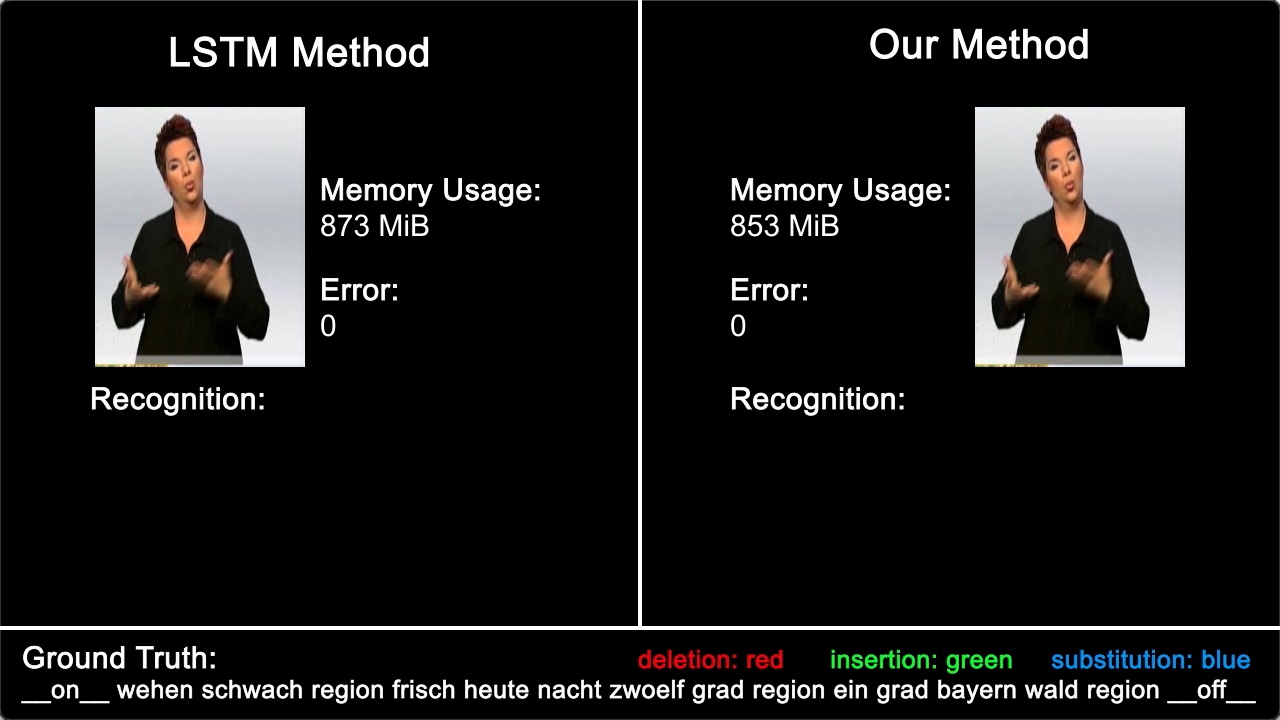 LSTM Method
Memory Usage:
873 MiB
Error:
0
Recognition:
Our Method
Memory Usage:
853 MiB
Error:
0
Recognition:
Ground Truth:
deletion: red
insertion: green
substitution: blue
__on__ wehen schwach region frisch heute nacht zwoelf grad region ein grad bayern wald region __off__